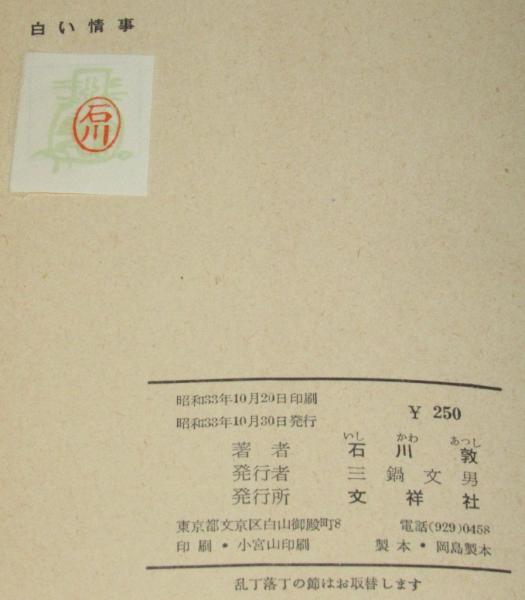 白い情事
石川
昭和33年10月20日印刷
昭和33年10月30日発行
¥ 250
いし かわ あつし
著者 石川敦
発行者 三鍋文男
発行所 文祥社
東京都文京区白山御殿町8 電話(929)0458
印刷・小宮山印刷 製本・岡島製本
乱丁落丁の節はお取替します